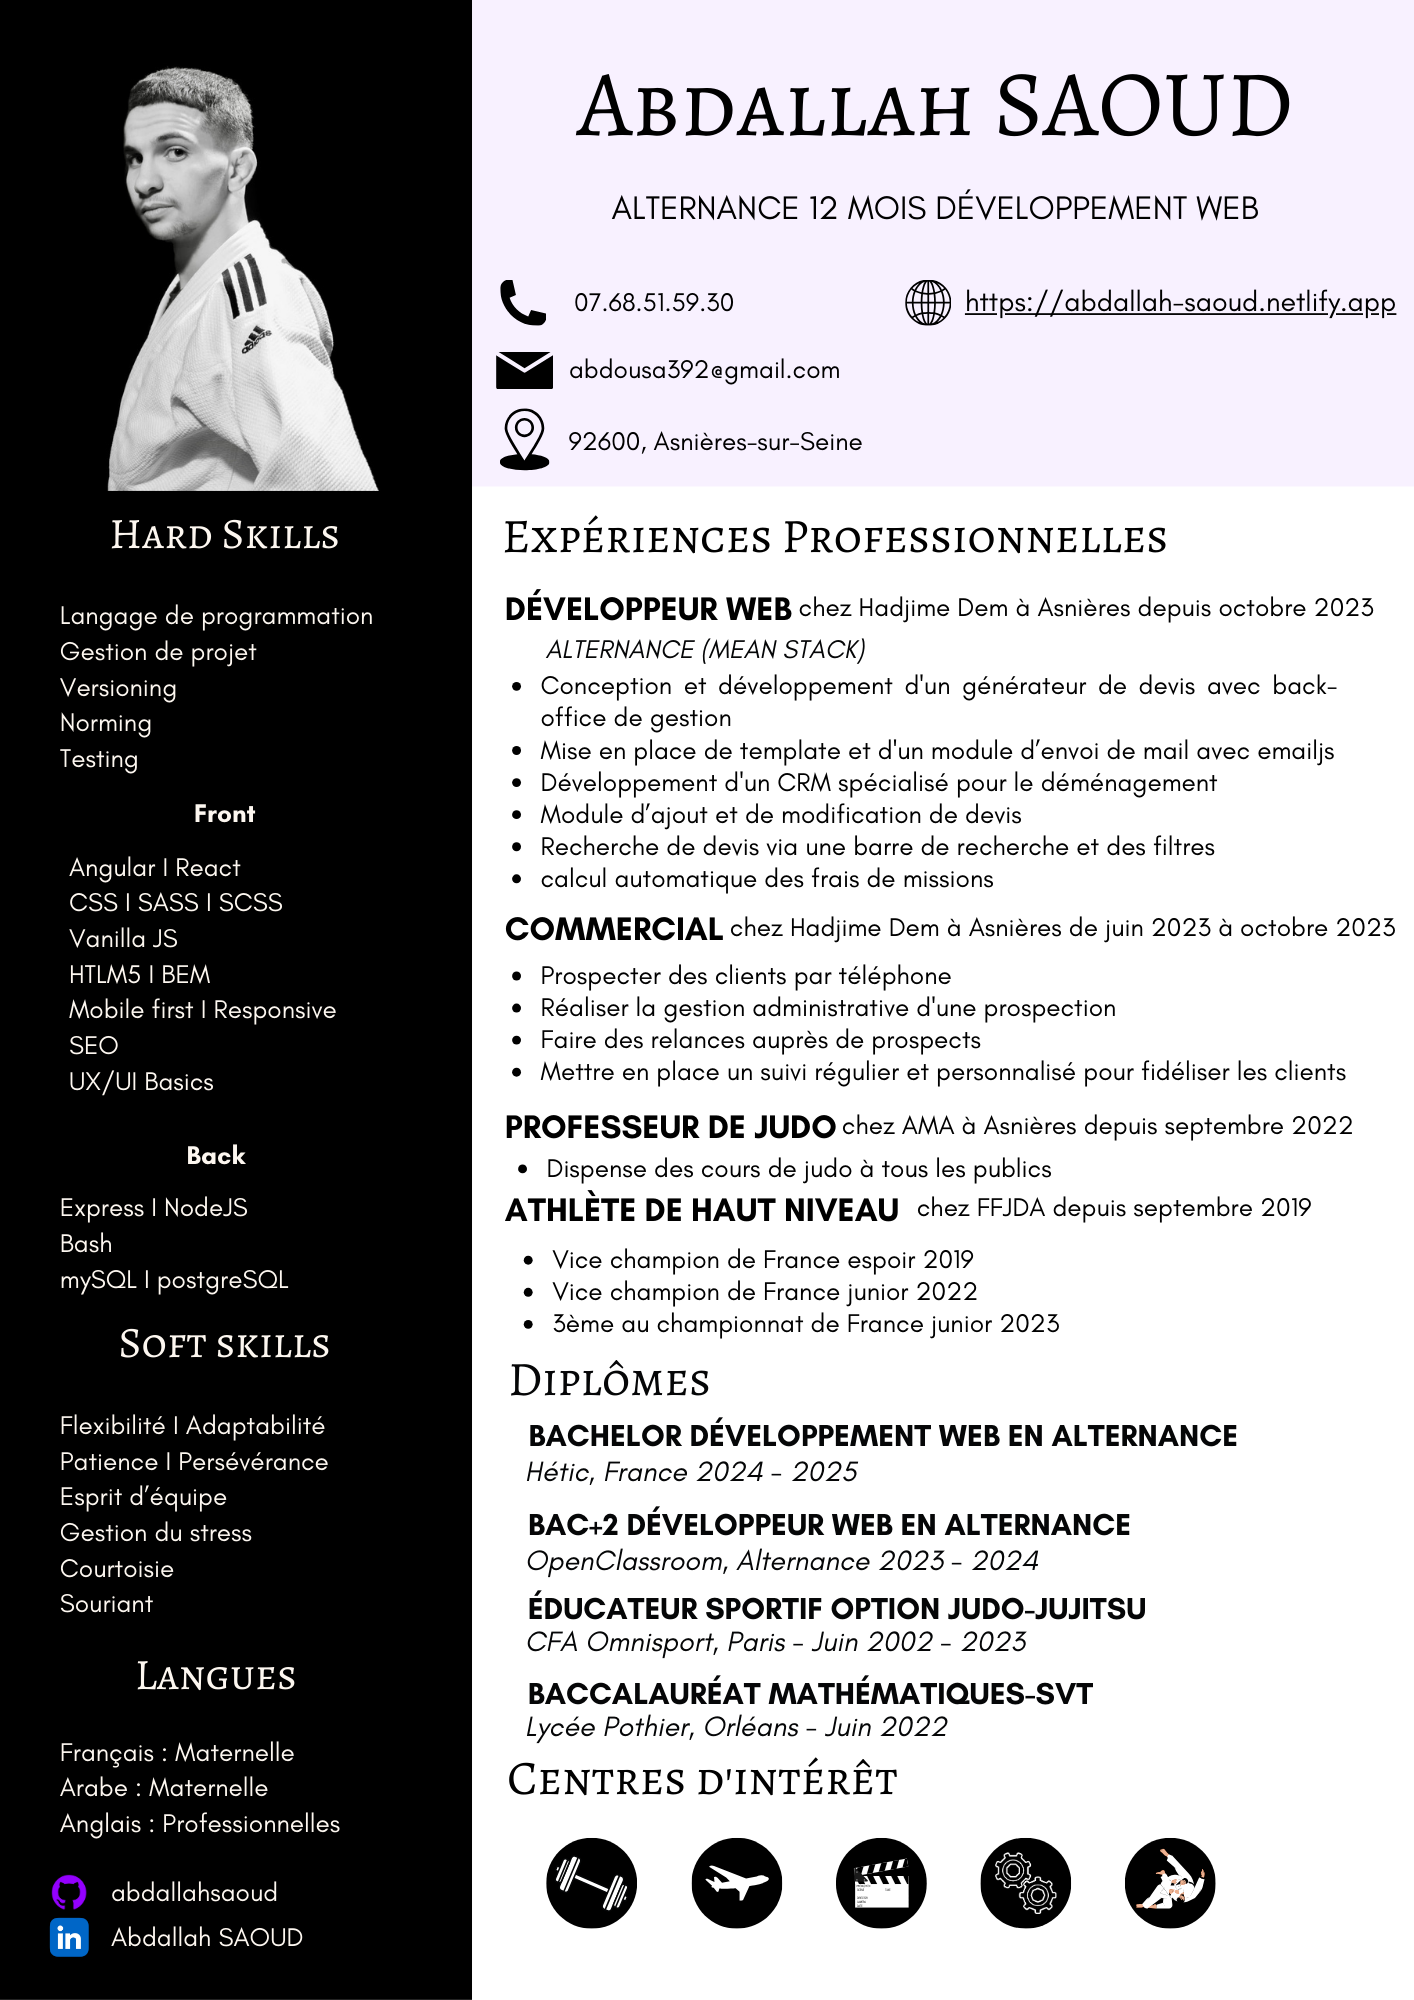 Abdallah SAOUD
ALTERNANCE 12 MOIS DÉVELOPPEMENT WEB
07.68.51.59.30
https://abdallah-saoud.netlify.app
abdousa392@gmail.com
92600, Asnières-sur-Seine
adidas
Hard Skills
Langage de programmation
Gestion de projet
Versioning
Norming
Testing
Front
Angular I React
CSS I SASS I SCSS
Vanilla JS
HTLM5 I BEM
Mobile first I Responsive
SEO
UX/UI Basics
Back
Express I NodeJS
Bash
mySQL I postgreSQL
Soft skills
Flexibilité I Adaptabilité
Patience I Persévérance
Esprit d’équipe
Gestion du stress
Courtoisie
Souriant
Langues
Français : Maternelle
Arabe : Maternelle
Anglais : Professionnelles
abdallahsaoud
in Abdallah SAOUD
Expériences Professionnelles
DÉVELOPPEUR WEB chez Hadjime Dem à Asnières depuis octobre 2023
ALTERNANCE (MEAN STACK)
• Conception et développement d'un générateur de devis avec back-
office de gestion
• Mise en place de template et d'un module d’envoi de mail avec emailjs
• Développement d'un CRM spécialisé pour le déménagement
• Module d’ajout et de modification de devis
• Recherche de devis via une barre de recherche et des filtres
• calcul automatique des frais de missions
COMMERCIAL chez Hadjime Dem à Asnières de juin 2023 à octobre 2023
• Prospecter des clients par téléphone
• Réaliser la gestion administrative d'une prospection
• Faire des relances auprès de prospects
• Mettre en place un suivi régulier et personnalisé pour fidéliser les clients
PROFESSEUR DE JUDO chez AMA à Asnières depuis septembre 2022
• Dispense des cours de judo à tous les publics
ATHLÈTE DE HAUT NIVEAU chez FFJDA depuis septembre 2019
• Vice champion de France espoir 2019
• Vice champion de France junior 2022
• 3ème au championnat de France junior 2023
Diplômes
BACHELOR DÉVELOPPEMENT WEB EN ALTERNANCE
Hétic, France 2024 - 2025
BAC+2 DÉVELOPPEUR WEB EN ALTERNANCE
OpenClassroom, Alternance 2023 - 2024
ÉDUCATEUR SPORTIF OPTION JUDO-JUJITSU
CFA Omnisport, Paris - Juin 2002 - 2023
BACCALAURÉAT MATHÉMATIQUES-SVT
Lycée Pothier, Orléans - Juin 2022
Centres d'intérêt